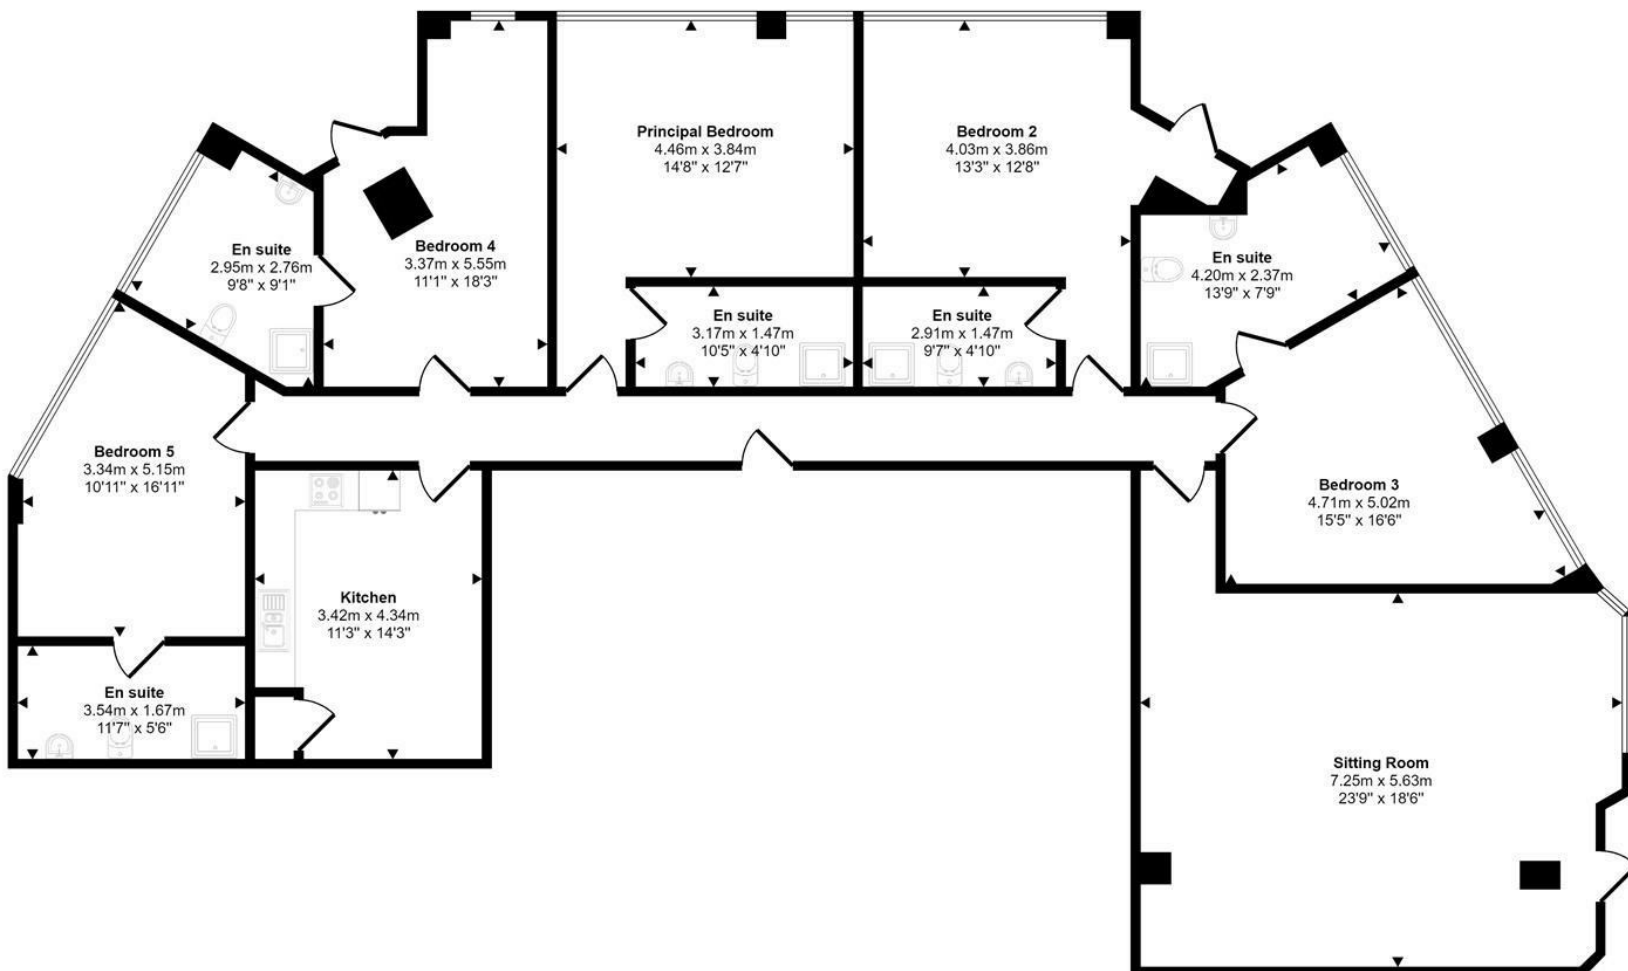 Principal Bedroom
4.46m x 3.84m
14'8" x 12'7"
Bedroom 2
4.03m x 3.86m
13'3" x 12'8"
En suite
2.95m x 2.76m
9'8" x 9'1"
Bedroom 4
3.37m x 5.55m
11'1" x 18'3"
En suite
4.20m x 2.37m
13'9" x 7'9"
En suite
3.17m x 1.47m
10'5" x 4'10"
En suite
2.91m x 1.47m
9'7" x 4'10"
Bedroom 5
3.34m x 5.15m
10'11" x 16'11"
Bedroom 3
4.71m x 5.02m
15'5" x 16'6"
Kitchen
3.42m x 4.34m
11'3" x 14'3"
En suite
3.54m x 1.67m
11'7" x 5'6"
Sitting Room
7.25m x 5.63m
23'9" x 18'6"